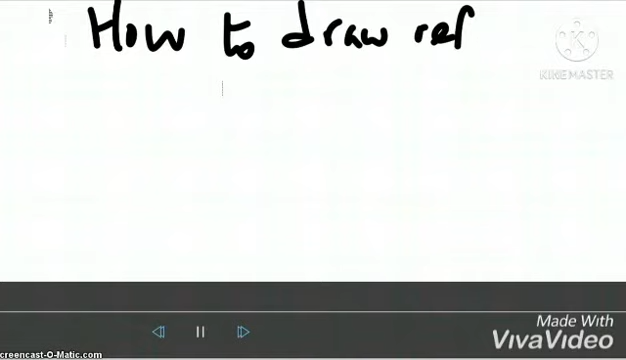 How to draw ref
KINEMASTER
Made With
VivaVideo
creencast-O-Matic.com